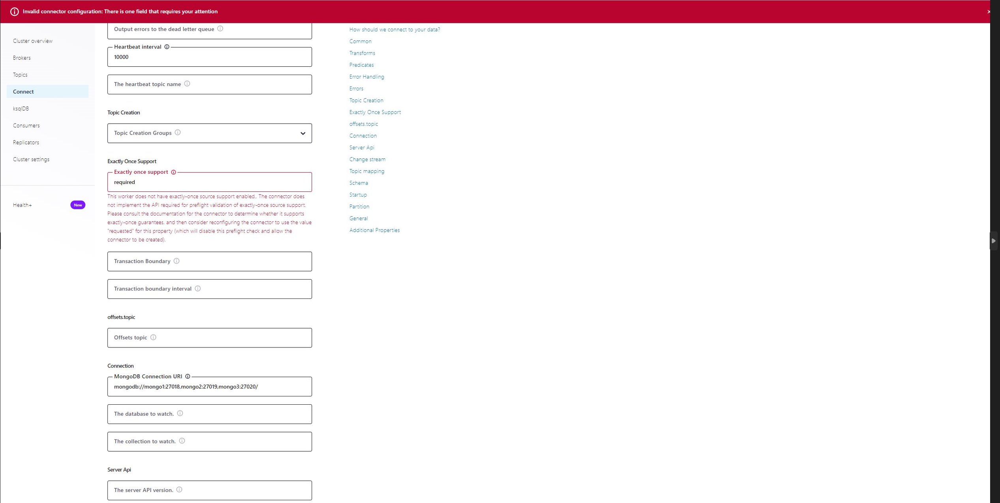 Invalid connector configuration: There is one field that requires your attention
Cluster overview
Brokers
Topics
Connect
ksqlDB
Consumers
Replicators
Cluster settings
Health+
New
Output errors to the dead letter queue
Heartbeat interval
10000
The heartbeat topic name
Topic Creation
Topic Creation Groups
Exactly Once Support
Exactly once support
required
This worker does not have exactly-once source support enabled.. The connector does
not implement the API required for preflight validation of exactly-once source support.
Please consult the documentation for the connector to determine whether it supports
exactly-once guarantees, and then consider reconfiguring the connector to use the value
"requested" for this property (which will disable this preflight check and allow the
connector to be created).
Transaction Boundary
Transaction boundary interval
offsets.topic
Offsets topic
Connection
MongoDB Connection URI
mongodb://mongo1:27018,mongo2:27019,mongo3:27020/
The database to watch.
The collection to watch.
Server Api
The server API version.
How should we connect to your data?
Common
Transforms
Predicates
Error Handling
Errors
Topic Creation
Exactly Once Support
offsets.topic
Connection
Server Api
Change stream
Topic mapping
Schema
Startup
Partition
General
Additional Properties